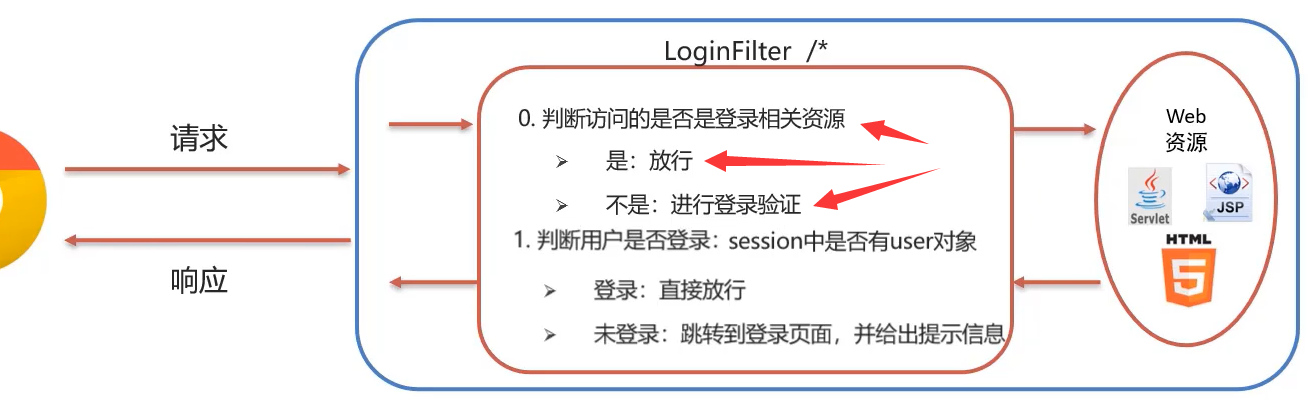 LoginFilter /*
请求
响应
0. 判断访问的是否是登录相关资源
➢ 是：放行
➢ 不是：进行登录验证
1. 判断用户是否登录：session中是否有user对象
➢ 登录：直接放行
➢ 未登录：跳转到登录页面，并给出提示信息
Web
资源
Servlet
JSP
HTML
5